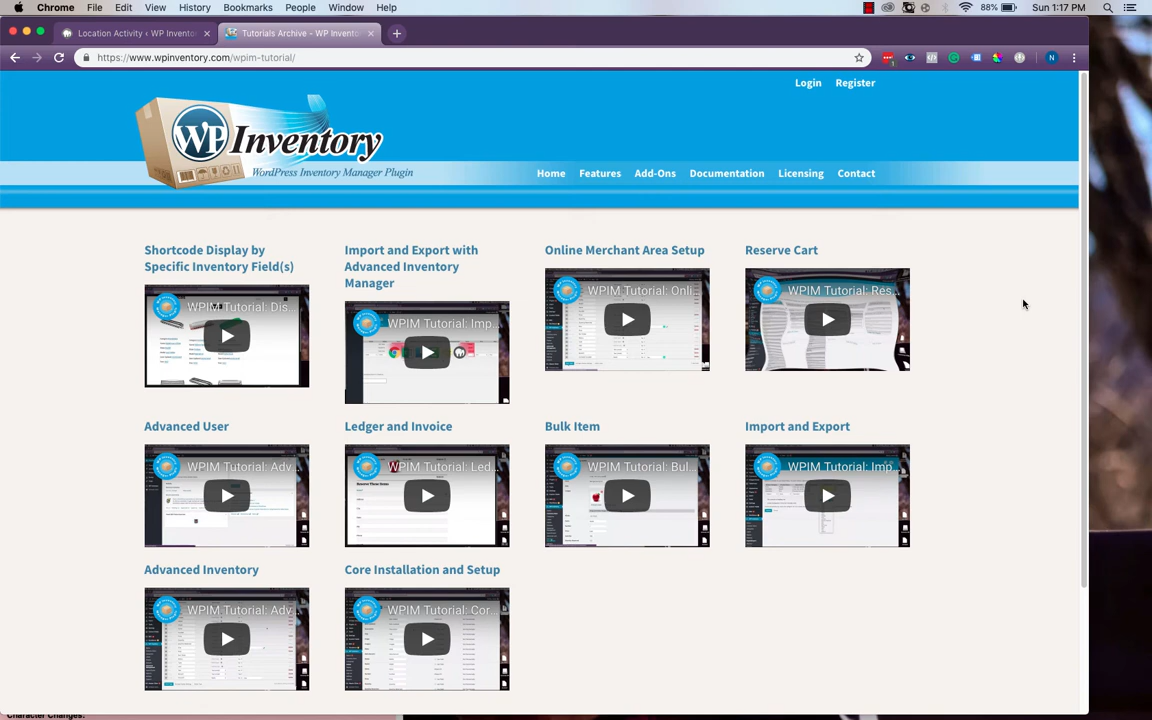 Chrome File Edit View History Bookmarks People Window Help 88% Sun 1:17 PM
Location Activity ‹ WP Invento Tutorials Archive - WP Invento
https://www.wpinventory.com/wpim-tutorial/ N
Login Register
WP Inventory
WordPress Inventory Manager Plugin
Home Features Add-Ons Documentation Licensing Contact
Shortcode Display by
Specific Inventory Field(s)
Import and Export with
Advanced Inventory
Manager
Online Merchant Area Setup
Reserve Cart
WPIM Tutorial: Dis...
WPIM Tutorial: Imp...
WPIM Tutorial: Onli...
WPIM Tutorial: Res...
Advanced User
Ledger and Invoice
Bulk Item
Import and Export
WPIM Tutorial: Adv...
WPIM Tutorial: Led...
WPIM Tutorial: Bul...
WPIM Tutorial: Imp...
Advanced Inventory
Core Installation and Setup
WPIM Tutorial: Adv...
WPIM Tutorial: Cor...
Character Changes: